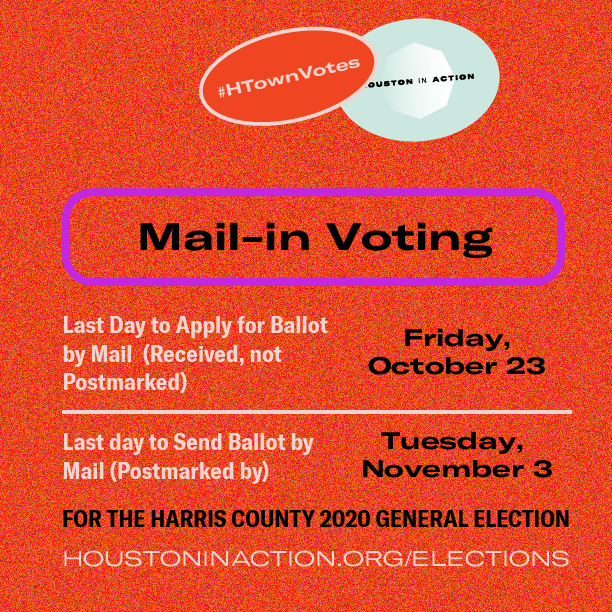 #HTownVotes
HOUSTON IN ACTION
Mail-in Voting
Last Day to Apply for Ballot
by Mail (Received, not
Postmarked)
Friday,
October 23
Last day to Send Ballot by
Mail (Postmarked by)
Tuesday,
November 3
FOR THE HARRIS COUNTY 2020 GENERAL ELECTION
HOUSTONINACTION.ORG/ELECTIONS